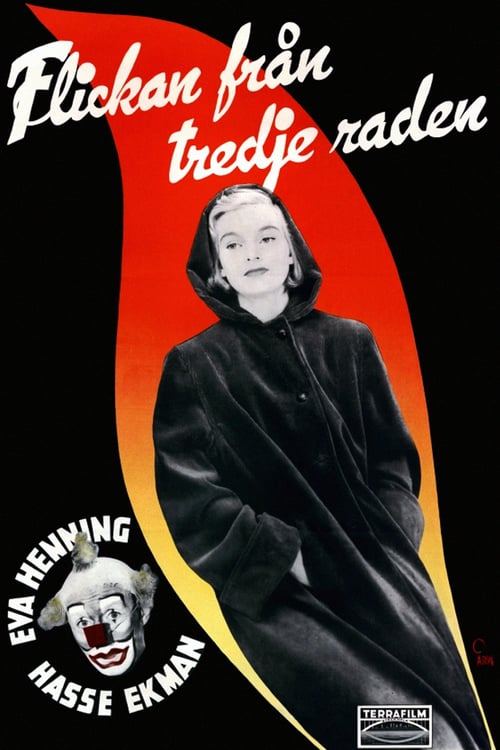 Flickan från
tredje raden
EVA HENNING
HASSE EKMAN
TERRAFILM